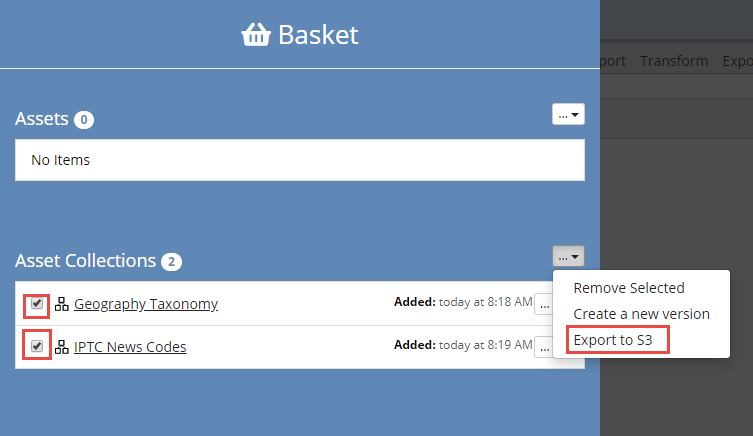 Basket
port Transform Expo
Assets 0
...
No Items
Asset Collections 2
...
Geography Taxonomy Added: today at 8:18 AM ...
IPTC News Codes Added: today at 8:19 AM ...
Remove Selected
Create a new version
Export to S3